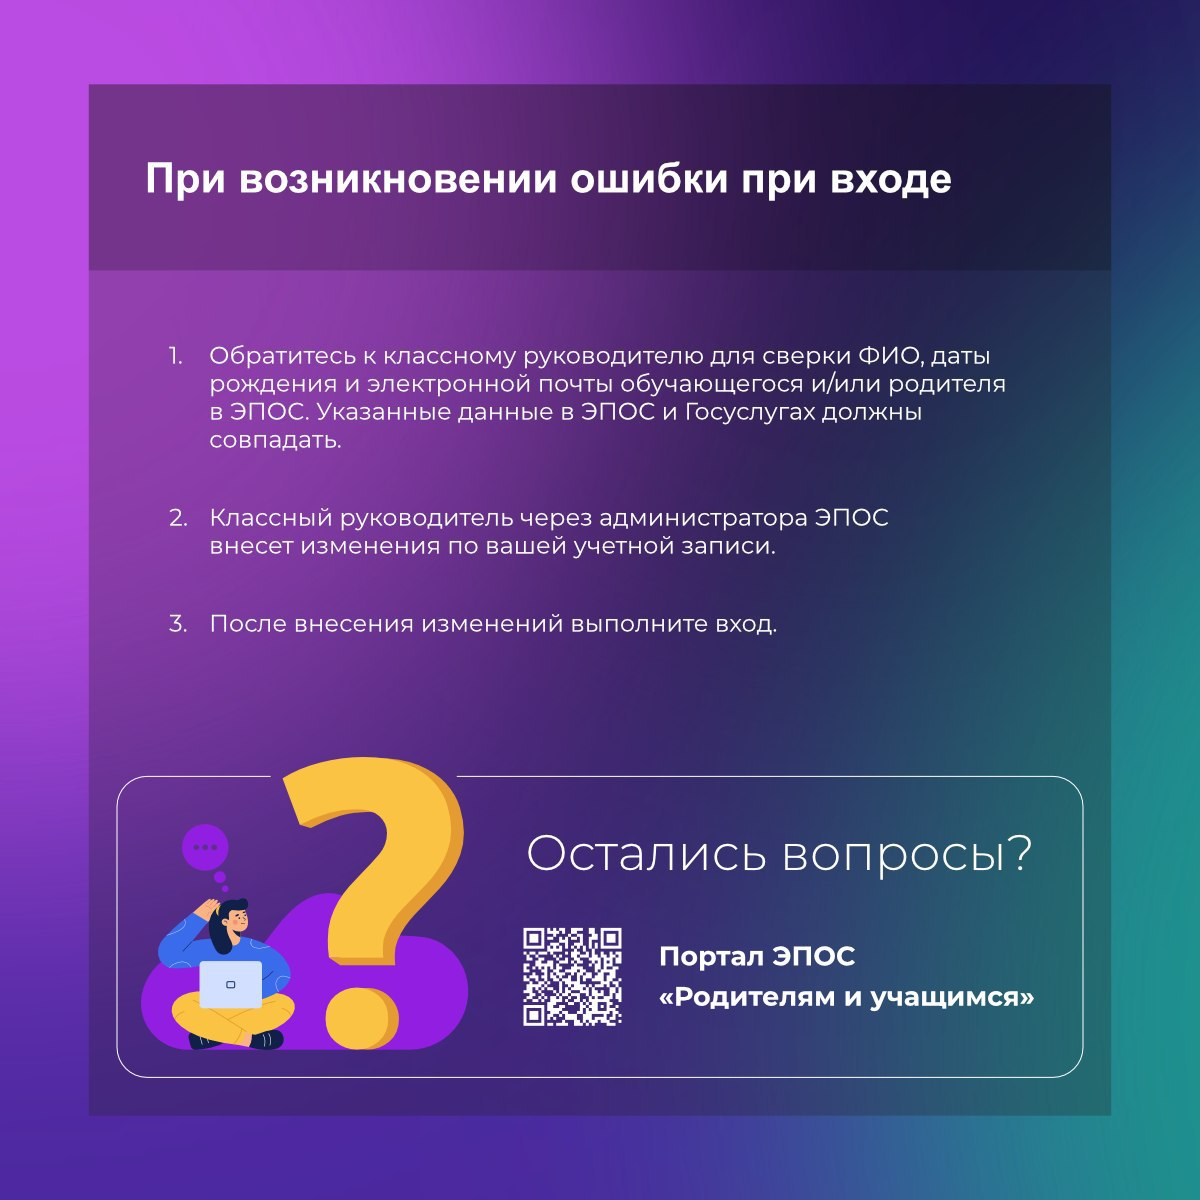 При возникновении ошибки при входе
1. Обратитесь к классному руководителю для сверки ФИО, даты
рождения и электронной почты обучающегося и/или родителя
в ЭПОС. Указанные данные в ЭПОС и Госуслугах должны
совпадать.
2. Классный руководитель через администратора ЭПОС
внесет изменения по вашей учетной записи.
3. После внесения изменений выполните вход.
Остались вопросы?
Портал ЭПОС
«Родителям и учащимся»